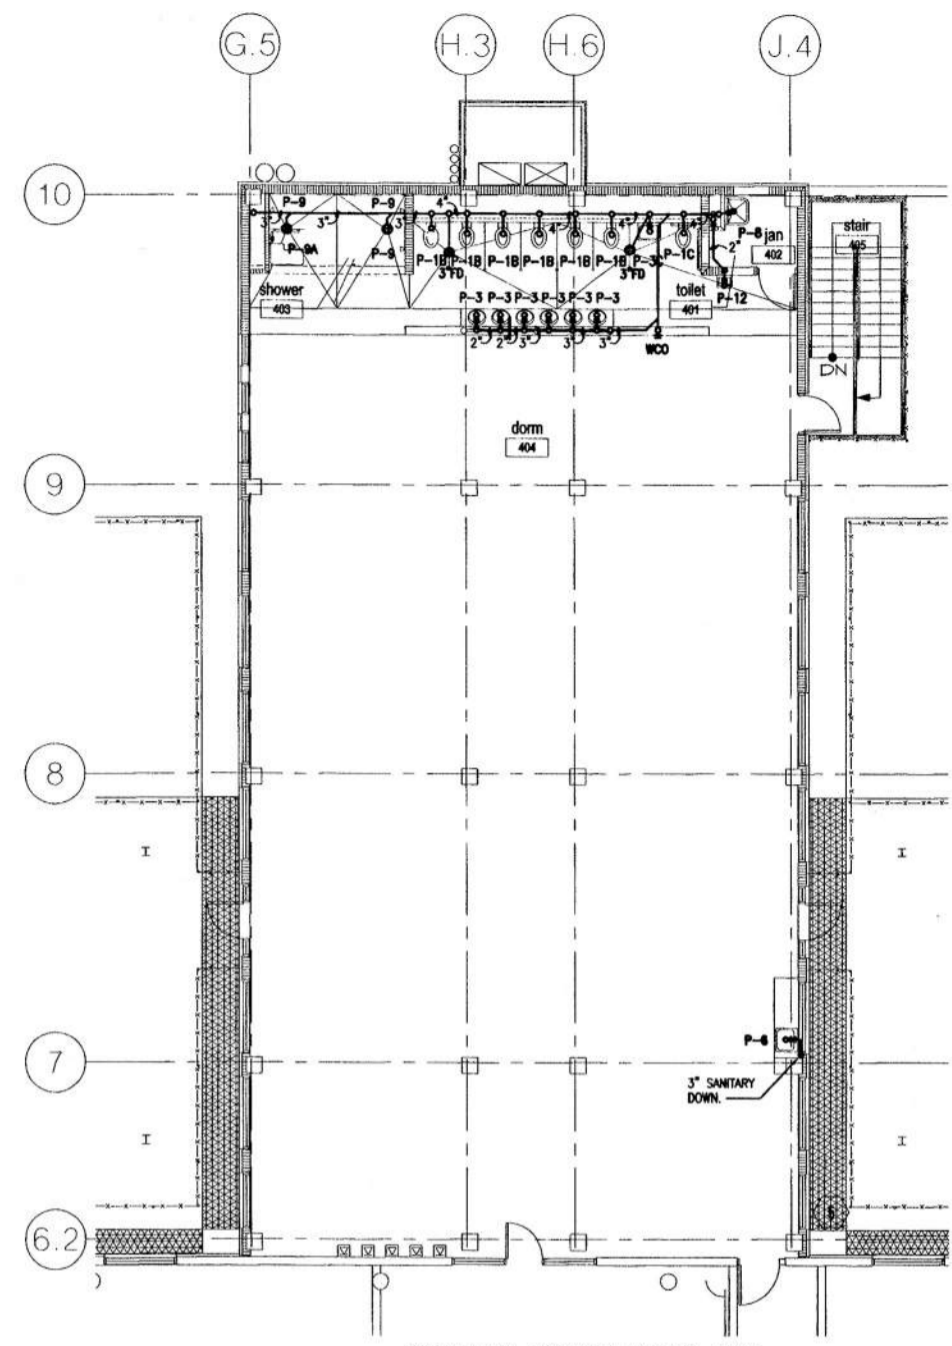 G.5 H.3 H.6 J.4
10
P-9 P-9 4"
3" 3" 3" 4" 4" 4"
P-9A P-9 P-1B P-1B P-1B P-1B P-1B P-1B P-1C P-8
3"FD 3"FD 2"
jan
402
stair
405
P-12
shower
403
P-3 P-3 P-3 P-3 P-3 P-3
toilet
401
2" 2" 3" 3" 3"
WCO
DN
dorm
404
9
8
I I
P-6
7
3" SANITARY
DOWN.
I I
6.2